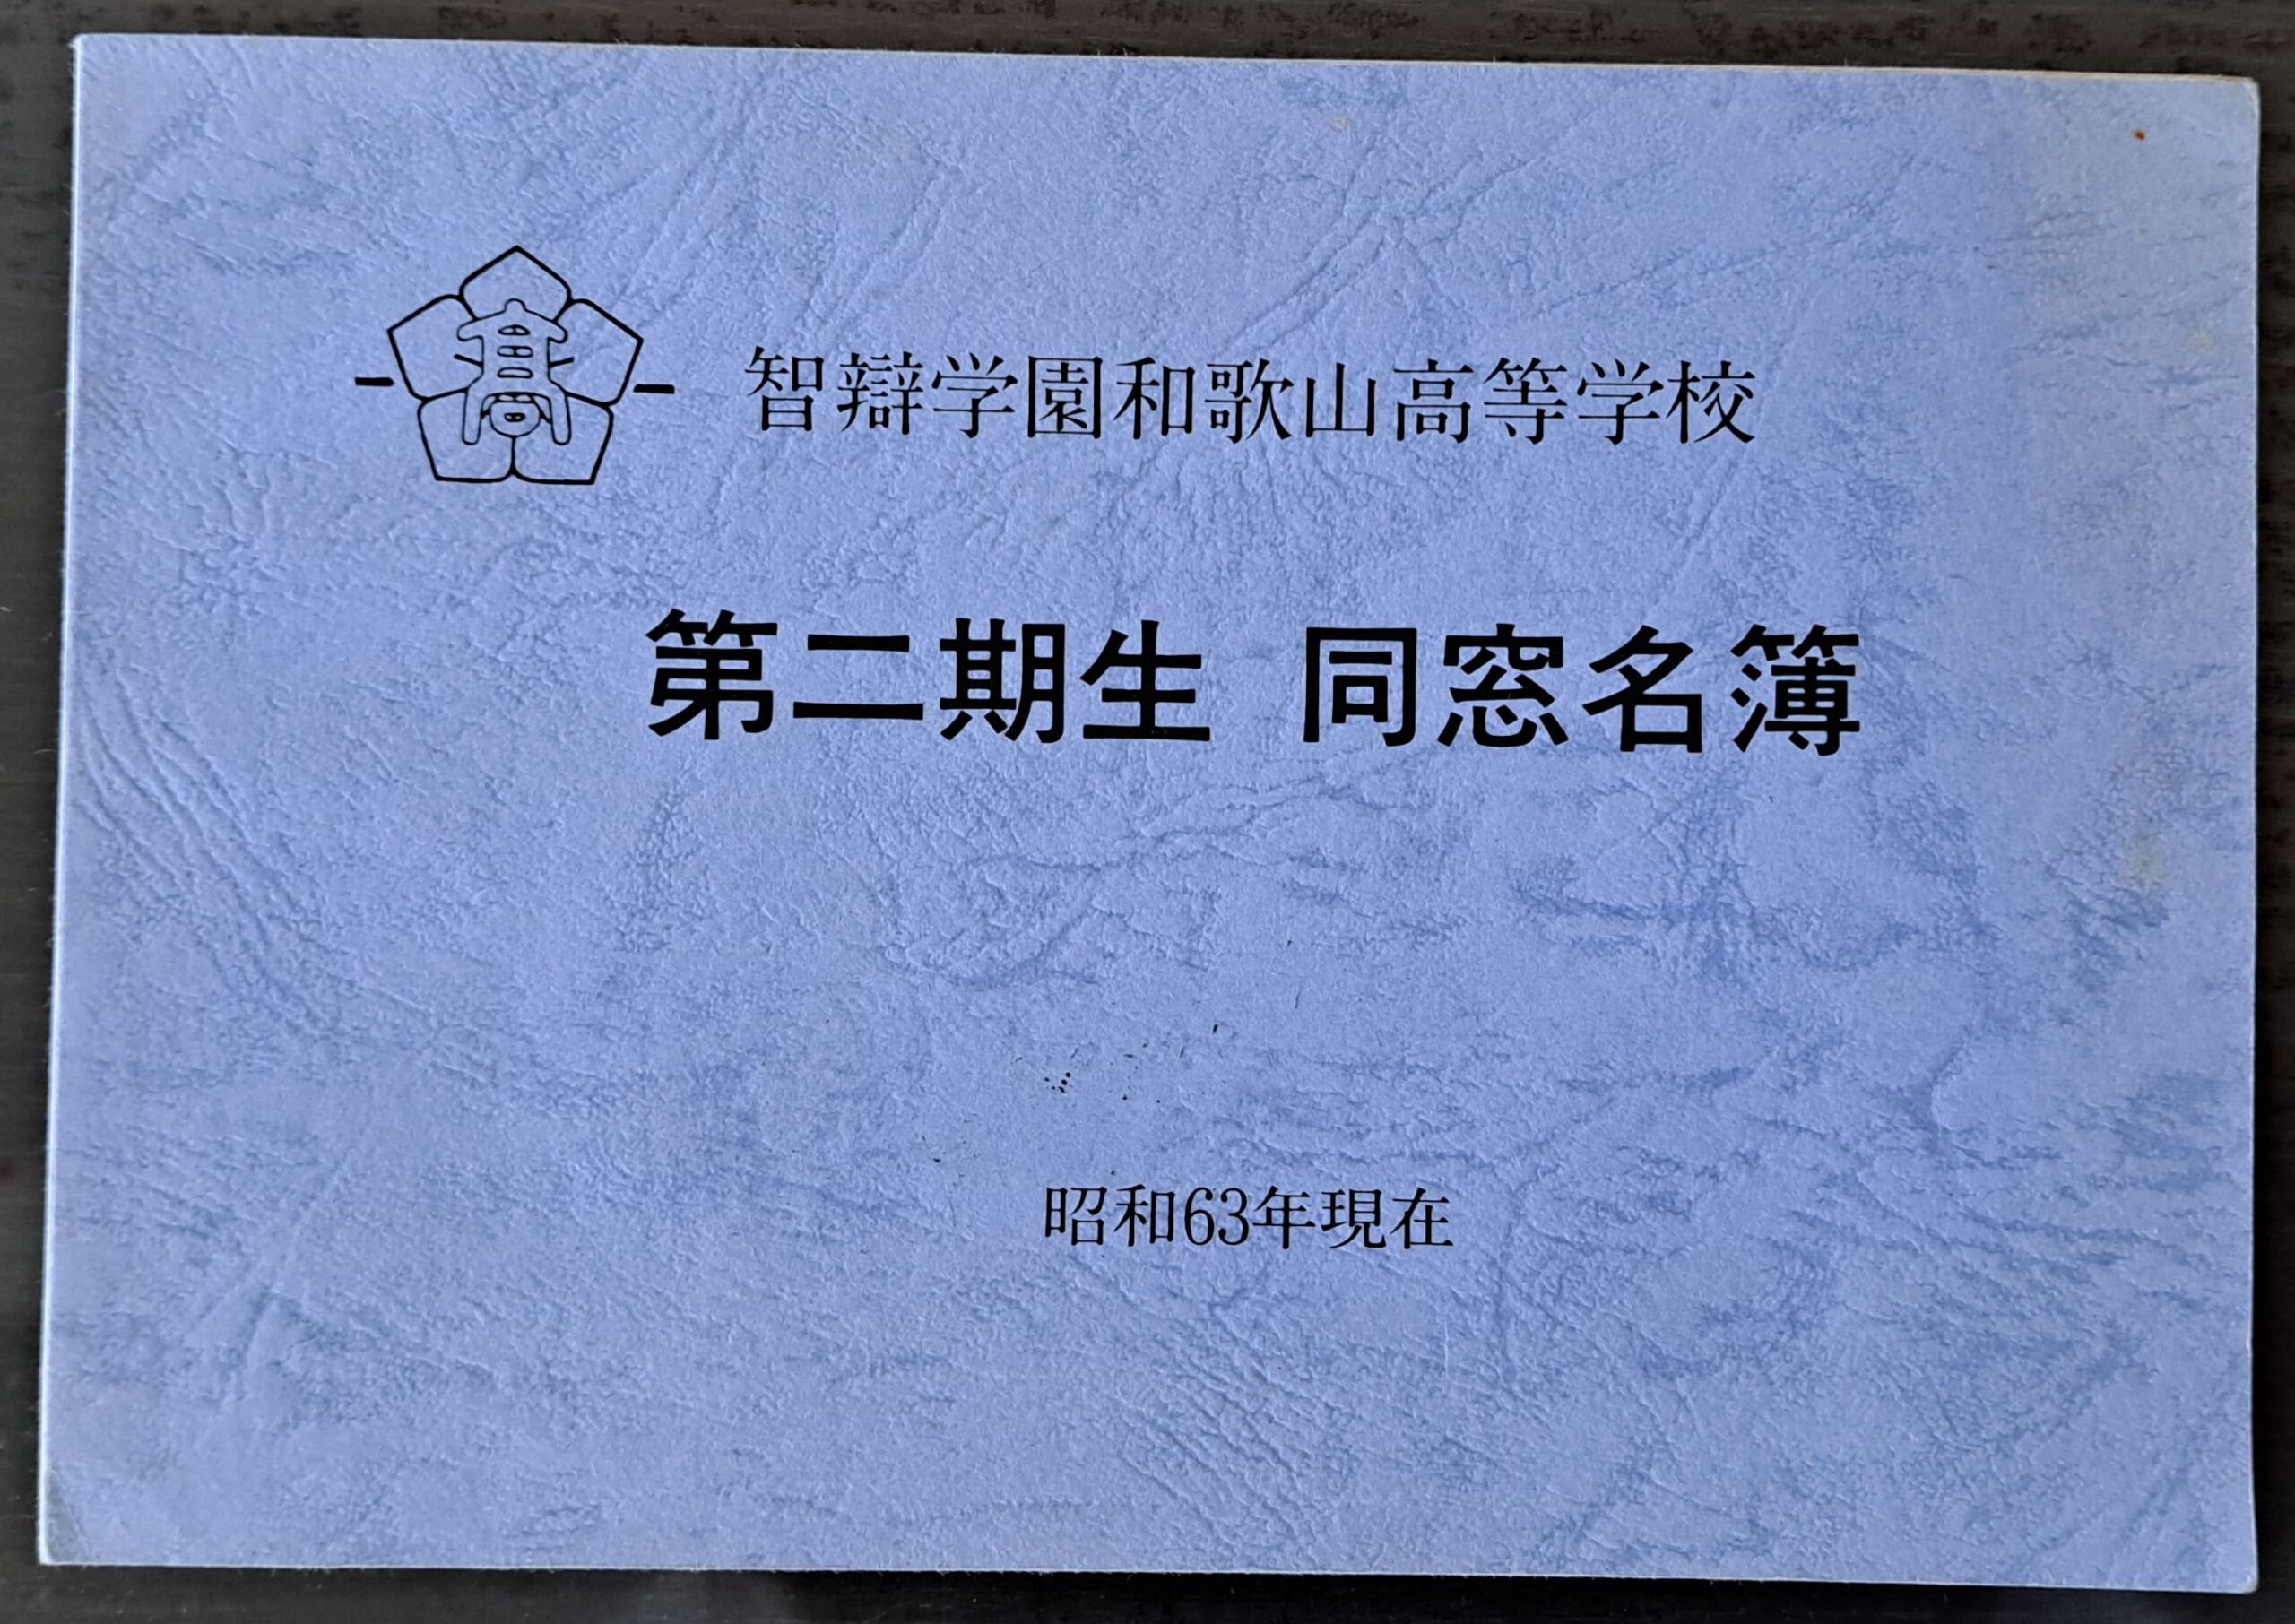 高
智辯学園和歌山高等学校
第二期生 同窓名簿
昭和63年現在